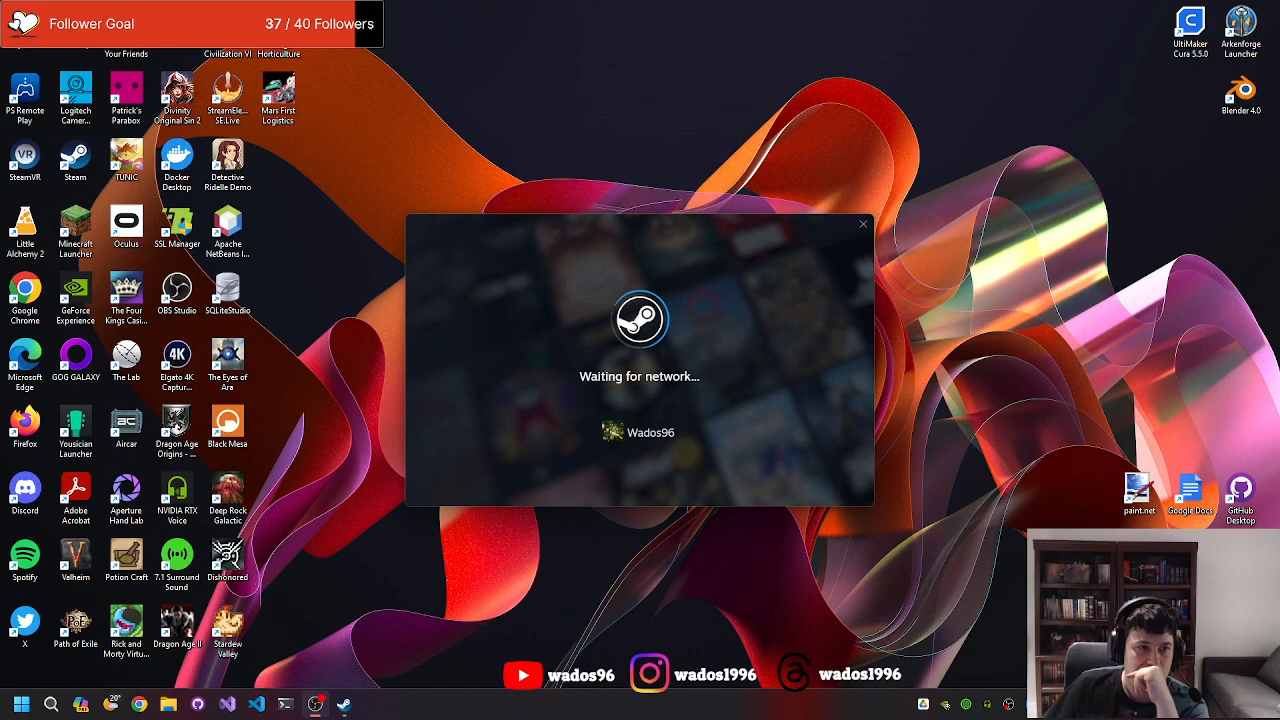 Follower Goal
37 / 40 Followers
Your Friends
Civilization VI
Horticulture
UltiMaker
Cura 5.5.0
Arkenforge
Launcher
PS Remote
Play
Logitech
Camer...
Patrick's
Parabox
Divinity
Original Sin 2
StreamEle...
SE.Live
Mars First
Logistics
Blender 4.0
SteamVR
Steam
TUNIC
Docker
Desktop
Detective
Ridelle Demo
Little
Alchemy 2
Minecraft
Launcher
Oculus
SSL Manager
Apache
NetBeans I...
Google
Chrome
GeForce
Experience
The Four
Kings Casi...
OBS Studio
SQLiteStudio
Microsoft
Edge
GOG GALAXY
The Lab
4K
Elgato 4K
Captur...
The Eyes of
Ara
Waiting for network...
Wados96
Firefox
Yousician
Launcher
Aircar
Dragon Age
Origins - ...
Black Mesa
Discord
Adobe
Acrobat
Aperture
Hand Lab
NVIDIA RTX
Voice
Deep Rock
Galactic
paint.net
Google Docs
GitHub
Desktop
Spotify
Valheim
Potion Craft
7.1 Surround
Sound
Dishonored
X
Path of Exile
Rick and
Morty Virtu...
Dragon Age II
Stardew
Valley
wados96
wados1996
wados1996
20°